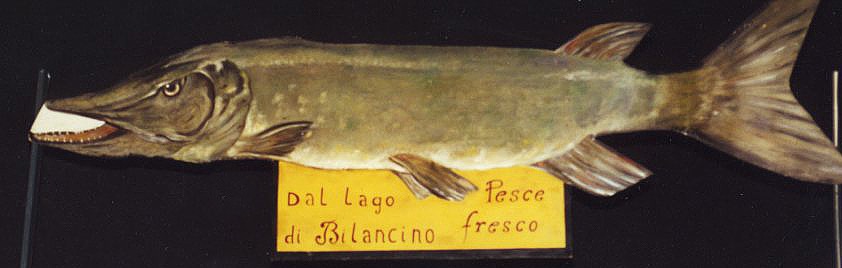 Dal lago
di Bilancino
Pesce
fresco